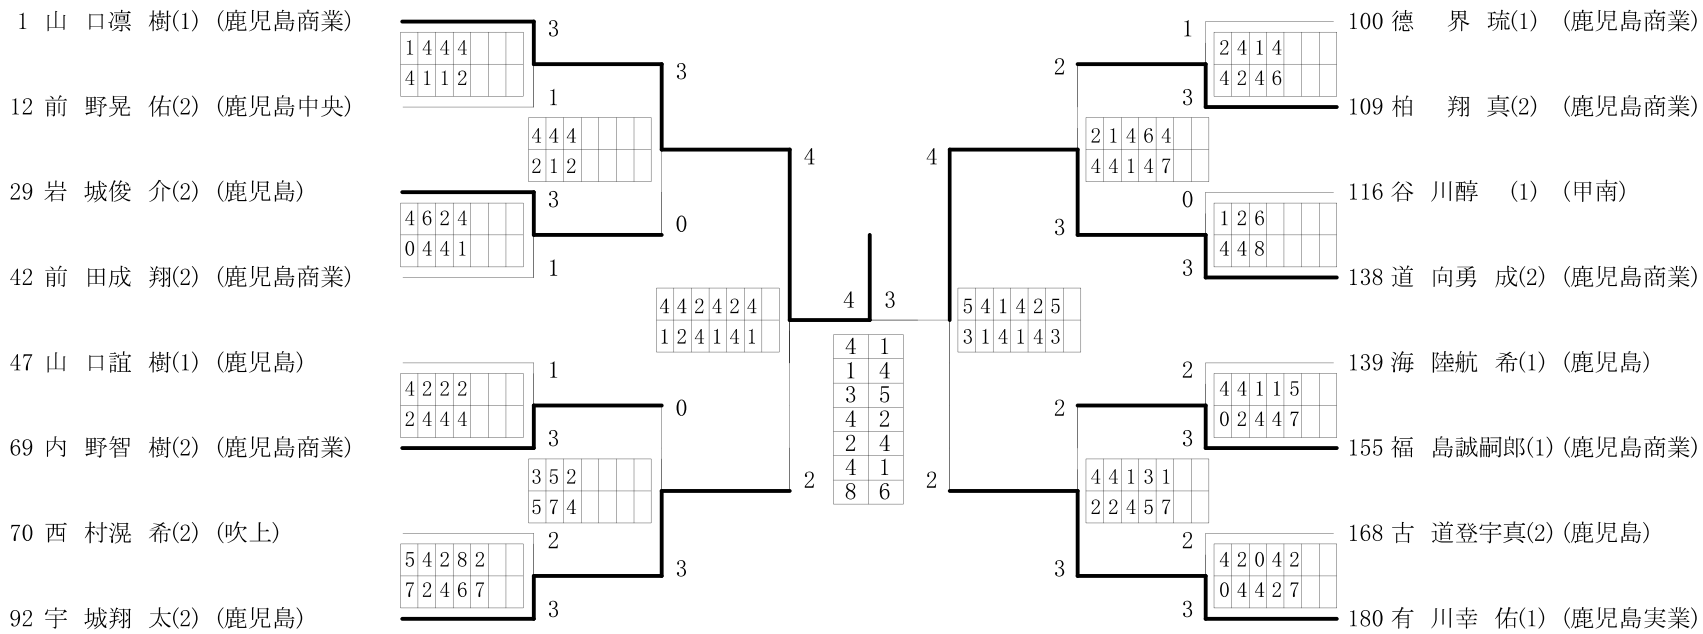 1 山 口凛 樹(1) (鹿児島商業)
12 前 野晃 佑(2) (鹿児島中央)
29 岩 城俊 介(2) (鹿児島)
42 前 田成 翔(2) (鹿児島商業)
47 山 口誼 樹(1) (鹿児島)
69 内 野智 樹(2) (鹿児島商業)
70 西 村滉 希(2) (吹上)
92 宇 城翔 太(2) (鹿児島)
3
1 4 4 4
4 1 1 2
1
3
4 6 2 4
0 4 4 1
1
1
4 2 2 2
2 4 4 4
3
2
5 4 2 8 2
7 2 4 6 7
3
3
4 4 4
2 1 2
0
0
3 5 2
5 7 4
3
4
4 4 2 4 2 4
1 2 4 1 4 1
2
4 3
4 1
1 4
3 5
4 2
2 4
4 1
8 6
4
5 4 1 4 2 5
3 1 4 1 4 3
2
2
2 1 4 6 4
4 4 1 4 7
3
2
4 4 1 3 1
2 2 4 5 7
3
1
2 4 1 4
4 2 4 6
3
0
1 2 6
4 4 8
3
2
4 4 1 1 5
0 2 4 4 7
3
2
4 2 0 4 2
0 4 4 2 7
3
100 德 界 琉(1) (鹿児島商業)
109 柏 翔 真(2) (鹿児島商業)
116 谷 川醇 (1) (甲南)
138 道 向勇 成(2) (鹿児島商業)
139 海 陸航 希(1) (鹿児島)
155 福 島誠嗣郎(1) (鹿児島商業)
168 古 道登宇真(2) (鹿児島)
180 有 川幸 佑(1) (鹿児島実業)